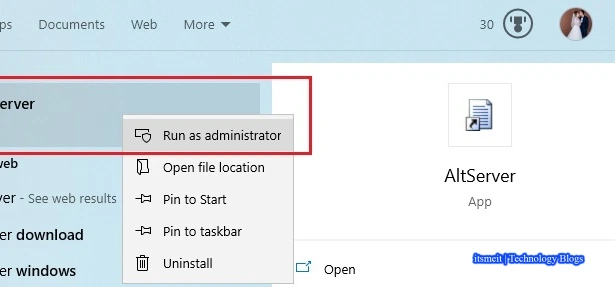 ps Documents Web More 30
erver
Run as administrator
web
Open file location
er - See web results
Pin to Start
er download
Pin to taskbar
er windows
Uninstall
AltServer
App
itsmeit | Technology Blogs
Open